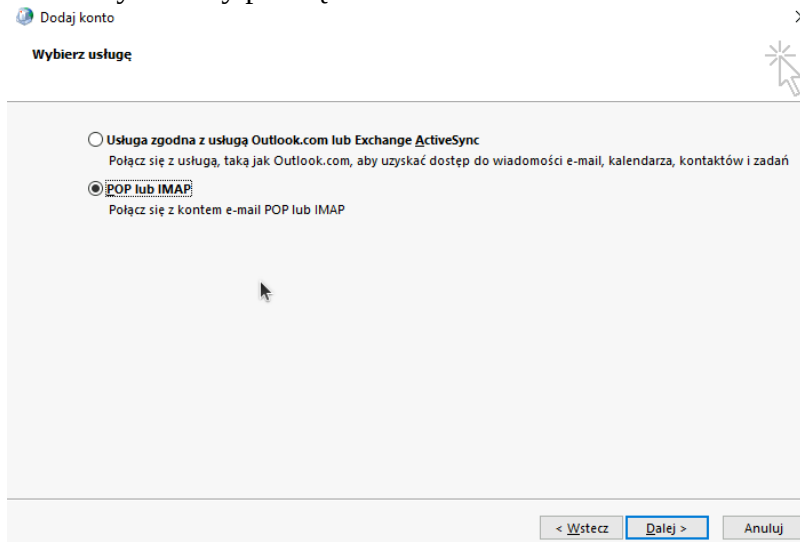 Dodaj konto
Wybierz usługę
Usługa zgodna z usługą Outlook.com lub Exchange ActiveSync
Połącz się z usługą, taką jak Outlook.com, aby uzyskać dostęp do wiadomości e-mail, kalendarza, kontaktów i zadań
POP lub IMAP
Połącz się z kontem e-mail POP lub IMAP
< Wstecz Dalej > Anuluj